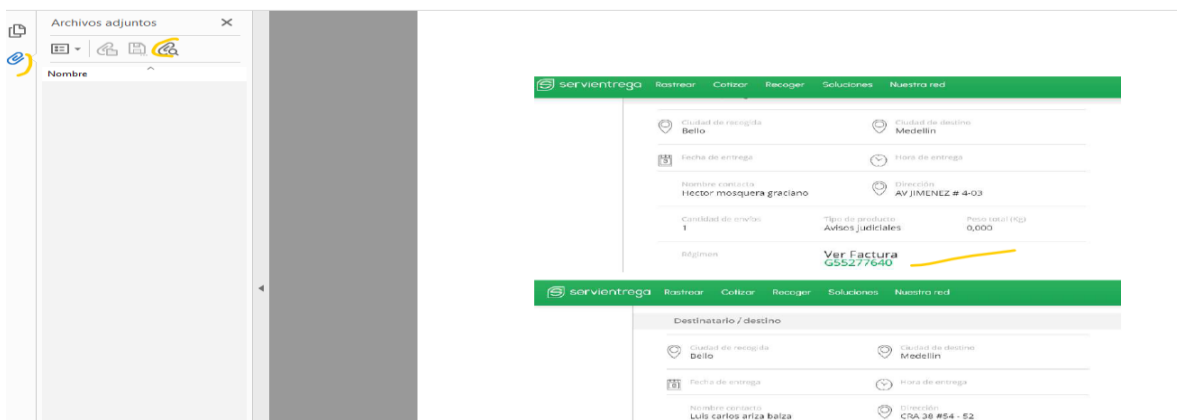 Archivos adjuntos
Nombre
servientrega Rastrear Cotizar Recoger Soluciones Nuestra red
Ciudad de recogida Ciudad de destino
Bello Medellin
Fecha de entrega Hora de entrega
Nombre contacto Dirección
Hector mosquera graciano AV JIMENEZ # 4-03
Cantidad de envíos Tipo de producto Peso total (Kg)
1 Avisos judiciales 0,000
Régimen Ver Factura
G55277640
servientrega Rastrear Cotizar Recoger Soluciones Nuestra red
Destinatario / destino
Ciudad de recogida Ciudad de destino
Bello Medellin
Fecha de entrega Hora de entrega
Nombre contacto Dirección
Luis carlos ariza balza CRA 38 #54 - 52